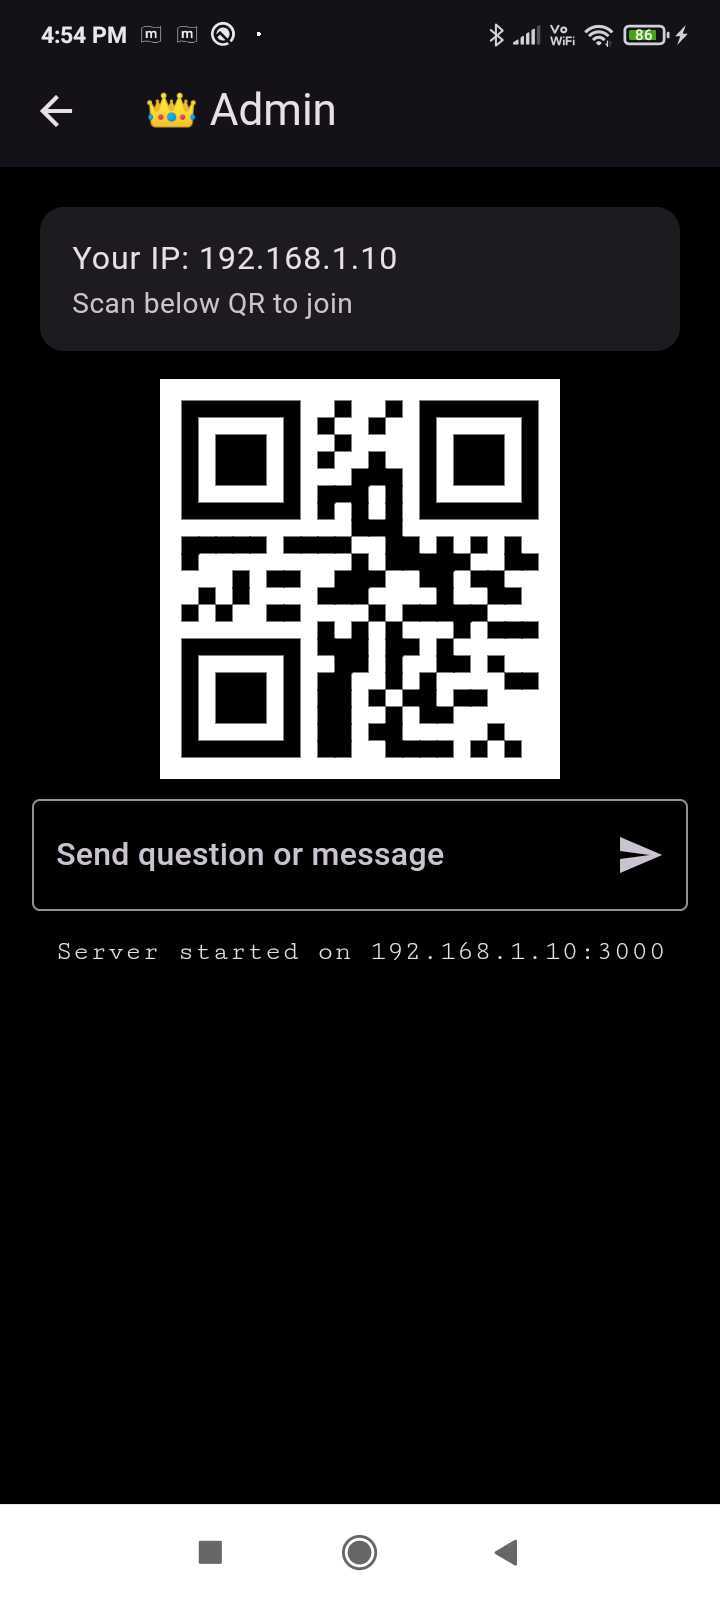 4:54 PM
m
m
Vo
WiFi
86
Admin
Your IP: 192.168.1.10
Scan below QR to join
Send question or message
Server started on 192.168.1.10:3000